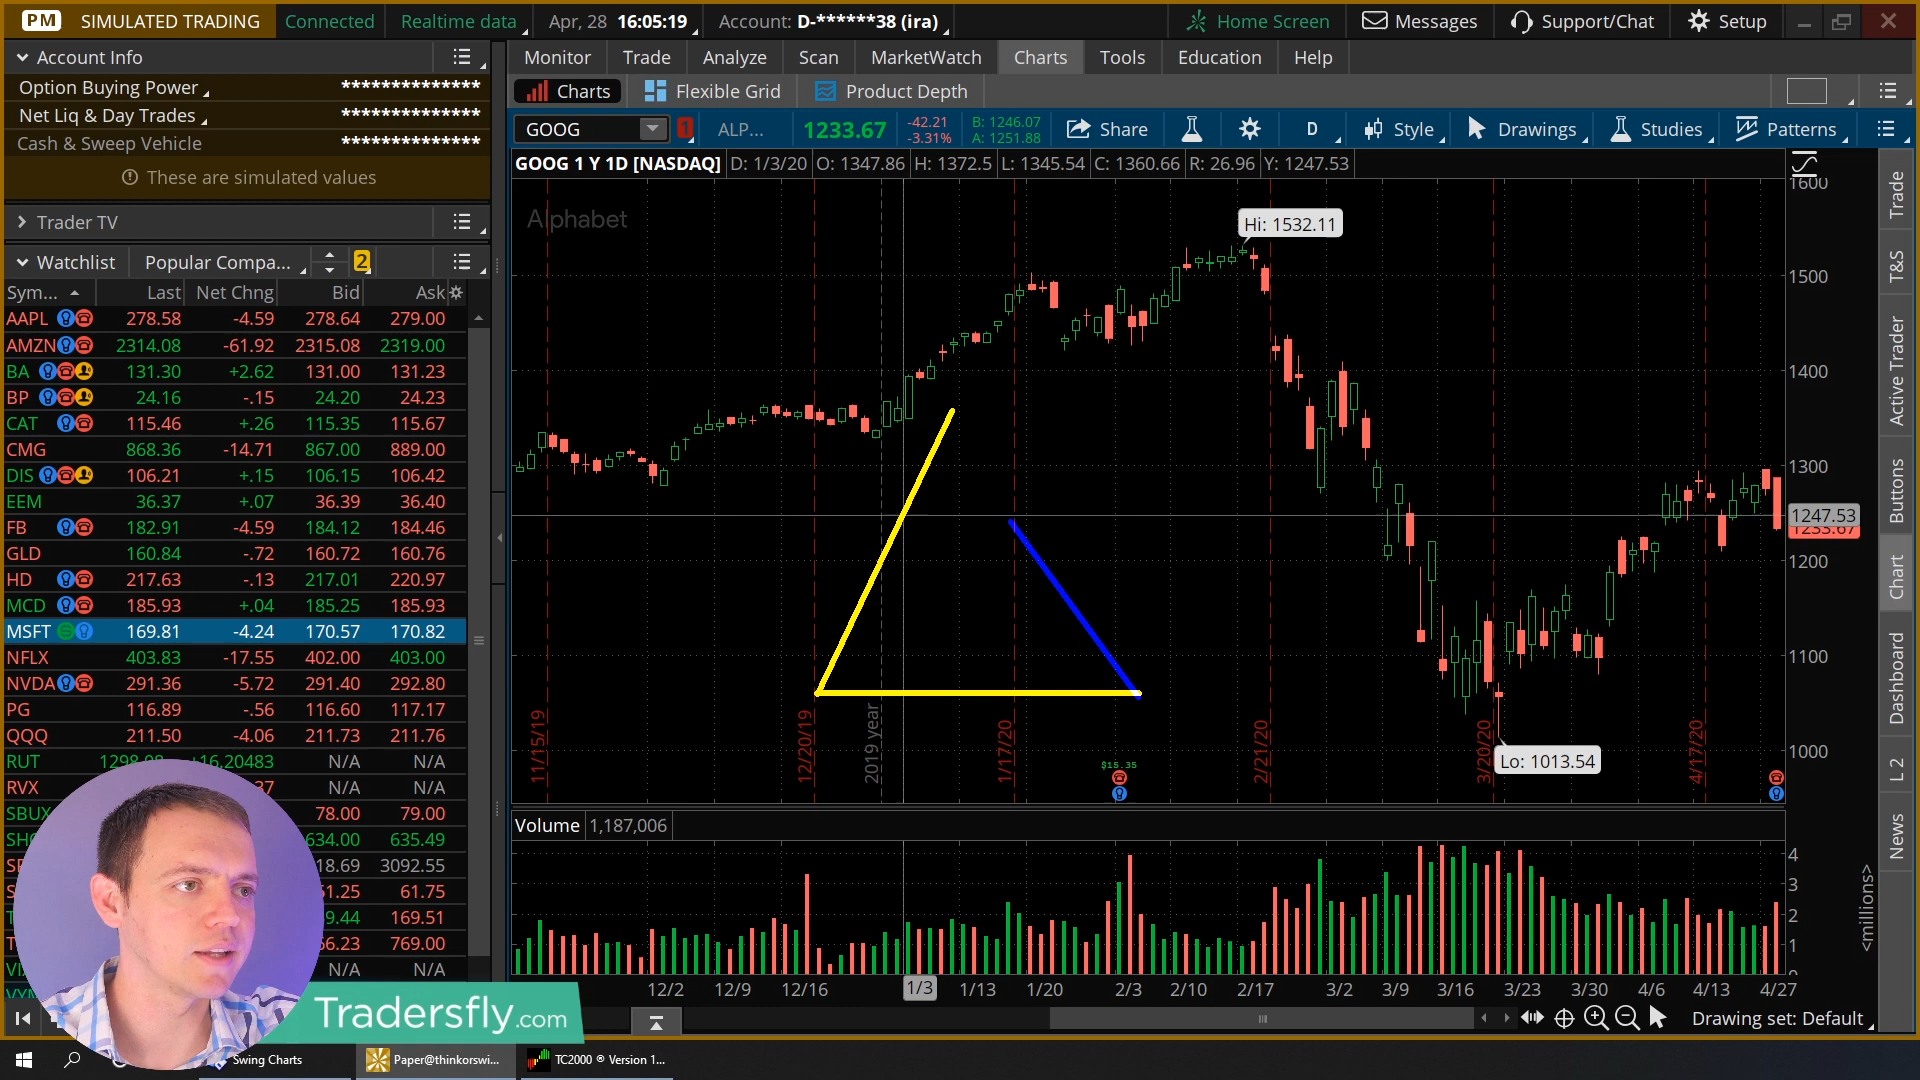 PM SIMULATED TRADING Connected Realtime data Apr, 28 16:05:19 Account: D-******38 (ira) Home Screen Messages Support/Chat Setup
Account Info
Option Buying Power **************
Net Liq & Day Trades **************
Cash & Sweep Vehicle **************
These are simulated values
Trader TV
Watchlist Popular Compa... 2
Sym... Last Net Chng Bid Ask
AAPL 278.58 -4.59 278.64 279.00
AMZN 2314.08 -61.92 2315.08 2319.00
BA 131.30 +2.62 131.00 131.23
BP 24.16 -.15 24.20 24.23
CAT 115.46 +.26 115.35 115.67
CMG 868.36 -14.71 867.00 889.00
DIS 106.21 +.15 106.15 106.42
EEM 36.37 +.07 36.39 36.40
FB 182.91 -4.59 184.12 184.46
GLD 160.84 -.72 160.72 160.76
HD 217.63 -.13 217.01 220.97
MCD 185.93 +.04 185.25 185.93
MSFT 169.81 -4.24 170.57 170.82
NFLX 403.83 -17.55 402.00 403.00
NVDA 291.36 -5.72 291.40 292.80
PG 116.89 -.56 116.60 117.17
QQQ 211.50 -4.06 211.73 211.76
RUT +16.20483 N/A N/A
RVX N/A N/A
SBUX 78.00 79.00
634.00 635.49
3092.55
61.75
169.51
769.00
N/A N/A
Monitor Trade Analyze Scan MarketWatch Charts Tools Education Help
Charts Flexible Grid Product Depth
GOOG 1 ALP... 1233.67 -42.21 -3.31% B: 1246.07 A: 1251.88 Share D Style Drawings Studies Patterns
GOOG 1 Y 1D [NASDAQ] D: 1/3/20 O: 1347.86 H: 1372.5 L: 1345.54 C: 1360.66 R: 26.96 Y: 1247.53
Alphabet
Hi: 1532.11
Lo: 1013.54
1600
1500
1400
1300
1247.53
1233.67
1200
1100
1000
11/15/19
12/20/19
2019 year
1/17/20
2/21/20
3/20/20
4/17/20
$15.35
Volume 1,187,006
4
3
2
1
0
<millions>
12/2 12/9 12/16 1/3 1/13 1/20 2/3 2/10 2/17 3/2 3/9 3/16 3/23 3/30 4/6 4/13 4/27
Drawing set: Default
Trade
T&S
Active Trader
Buttons
Chart
Dashboard
L 2
News
Tradersfly.com
Swing Charts Paper@thinkorswi... TC2000 ® Version 1...